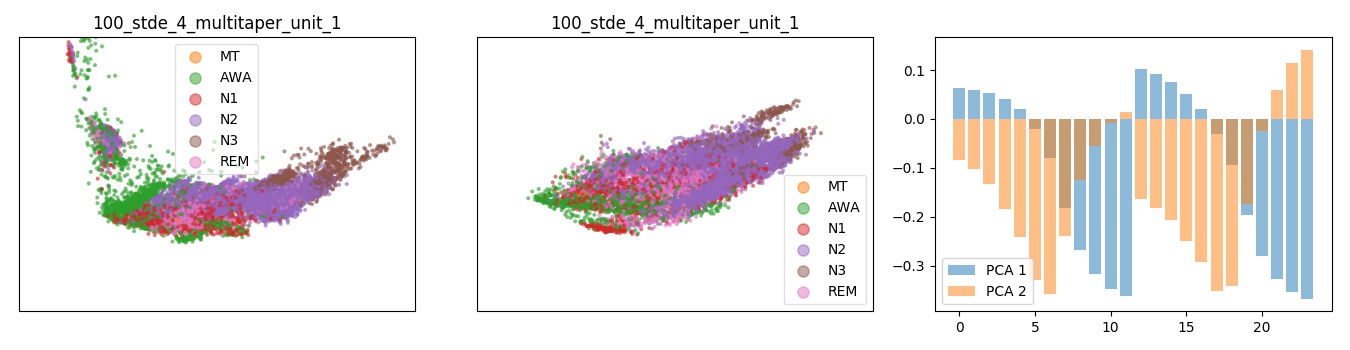 100_stde_4_multitaper_unit_1
MT
AWA
N1
N2
N3
REM
100_stde_4_multitaper_unit_1
MT
AWA
N1
N2
N3
REM
0.1
0.0
−0.1
−0.2
−0.3
PCA 1
PCA 2
0 5 10 15 20